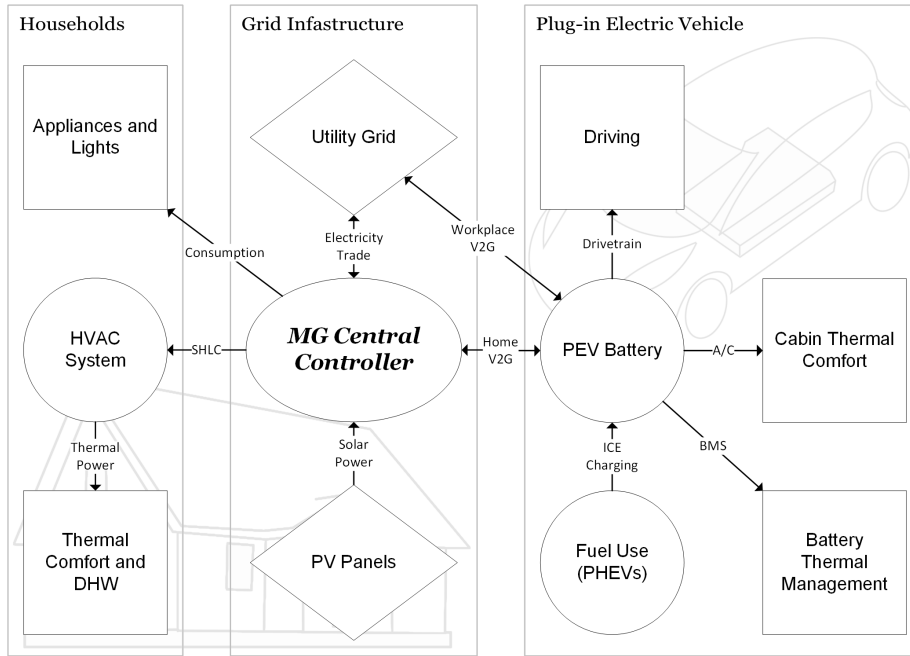 Households
Grid Infastructure
Plug-in Electric Vehicle
Appliances and
Lights
Utility Grid
Driving
Consumption
Electricity
Trade
Workplace
V2G
Drivetrain
HVAC
System
SHLC
MG Central
Controller
Home
V2G
PEV Battery
A/C
Cabin Thermal
Comfort
Thermal
Power
Solar
Power
ICE
Charging
BMS
Thermal
Comfort and
DHW
PV Panels
Fuel Use
(PHEVs)
Battery
Thermal
Management